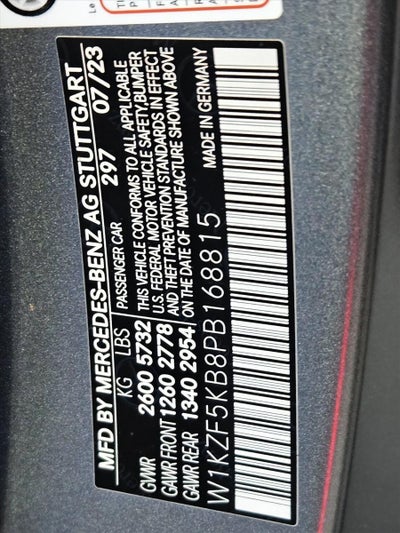 MFD BY MERCEDES-BENZ AG STUTTGART
KG LBS PASSENGER CAR 297 07/23
GVWR 2600 5732 THIS VEHICLE CONFORMS TO ALL APPLICABLE
U.S. FEDERAL MOTOR VEHICLE SAFETY,BUMPER
GAWR FRONT 1260 2778 AND THEFT PREVENTION STANDARDS IN EFFECT
GAWR REAR 1340 2954 ON THE DATE OF MANUFACTURE SHOWN ABOVE
W1KZF5KB8PB168815 MADE IN GERMANY